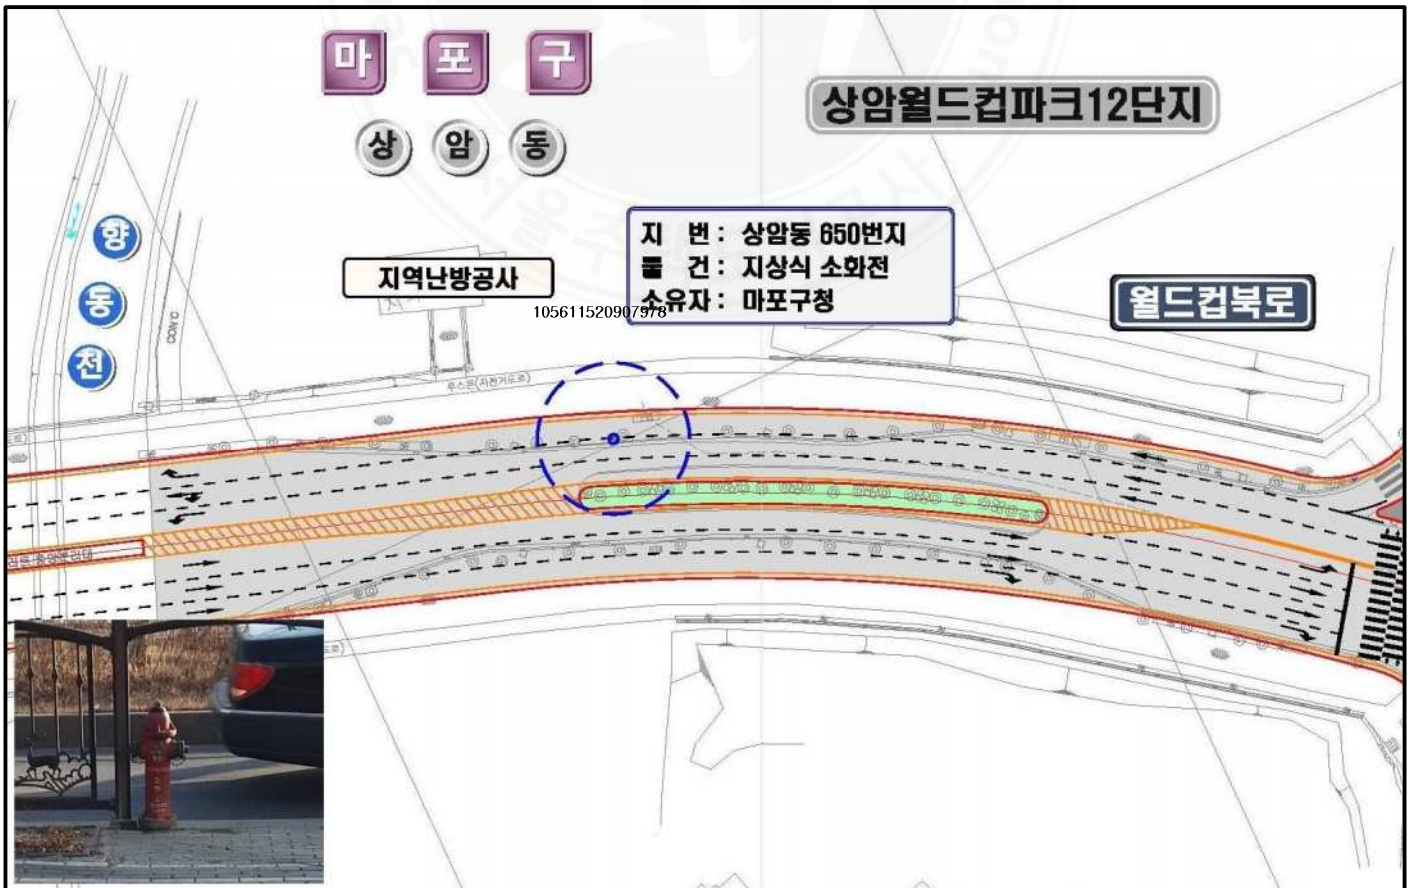 마 포 구
상암월드컵파크12단지
상 암 동
향
동
천
지 번 : 상암동 650번지
물 건 : 지상식 소화전
소유자 : 마포구청
지역난방공사
105611520907978
월드컵북로
CON'C